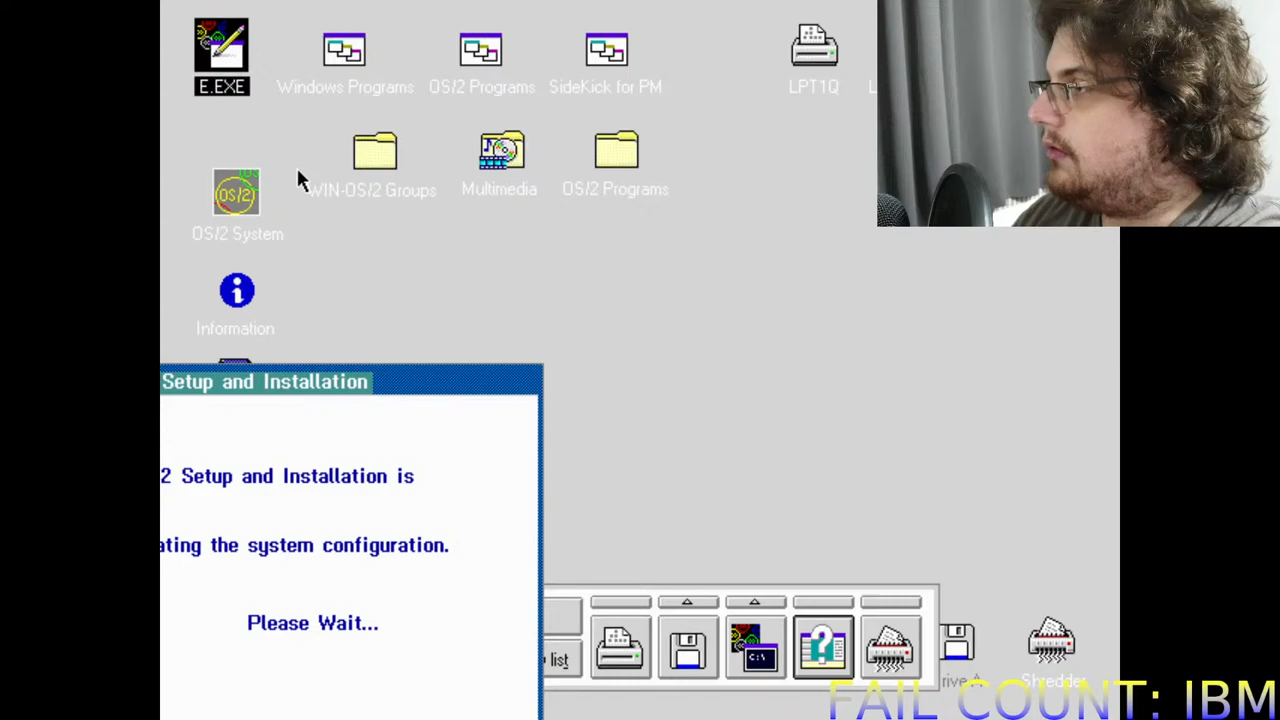 E.EXE
Windows Programs
OS/2 Programs
SideKick for PM
LPT1Q
OS/2
OS/2 System
WIN-OS/2 Groups
Multimedia
OS/2 Programs
Information
Setup and Installation
2 Setup and Installation is
ating the system configuration.
Please Wait...
list
C:\
rive A
Shredder
FAIL COUNT: IBM